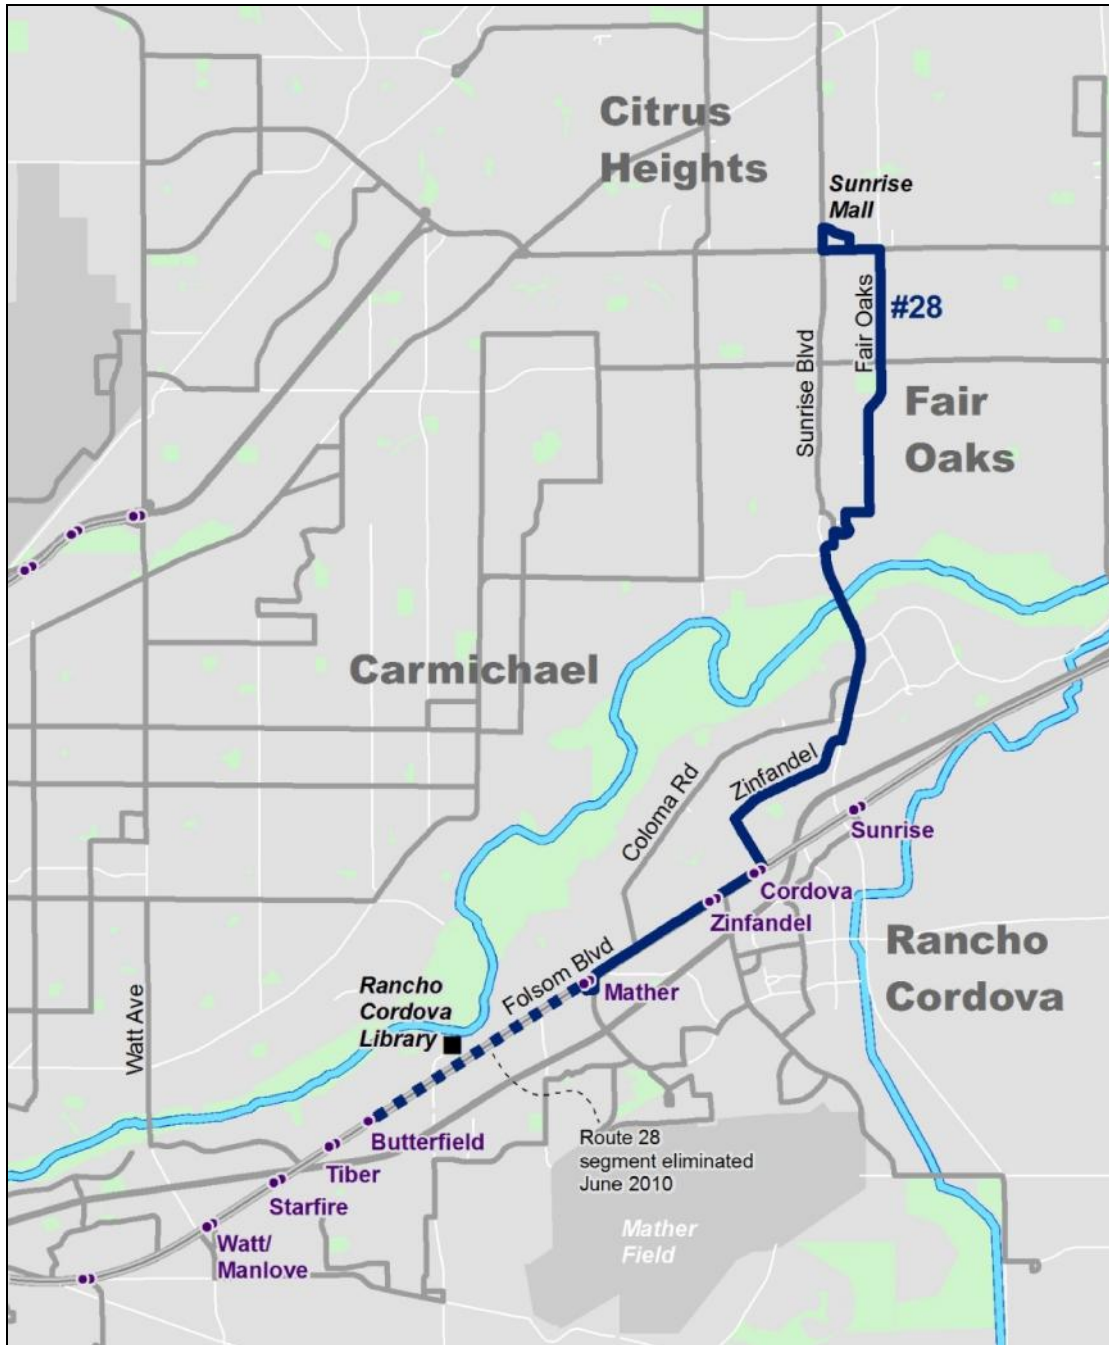 Citrus
Heights
Sunrise
Mall
#28
Fair Oaks
Sunrise Blvd
Fair
Oaks
Carmichael
Zinfandel
Coloma Rd
Sunrise
Cordova
Zinfandel
Rancho
Cordova
Folsom Blvd
Mather
Rancho
Cordova
Library
Watt Ave
Butterfield
Route 28
segment eliminated
June 2010
Tiber
Starfire
Mather
Field
Watt/
Manlove